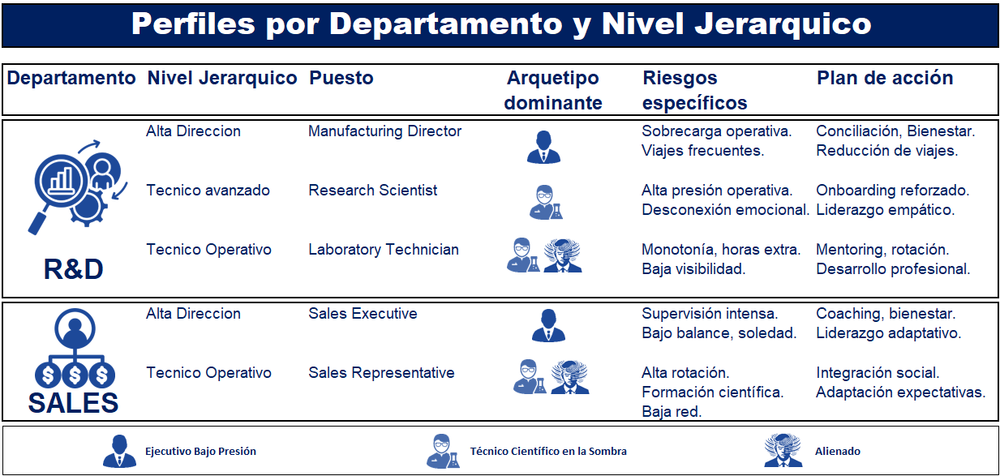 Perfiles por Departamento y Nivel Jerarquico
Departamento Nivel Jerarquico Puesto Arquetipo dominante Riesgos específicos Plan de acción
R&D
Alta Direccion
Manufacturing Director
Sobrecarga operativa.
Viajes frecuentes.
Conciliación, Bienestar.
Reducción de viajes.
Tecnico avanzado
Research Scientist
Alta presión operativa.
Desconexión emocional.
Onboarding reforzado.
Liderazgo empático.
Tecnico Operativo
Laboratory Technician
Monotonía, horas extra.
Baja visibilidad.
Mentoring, rotación.
Desarrollo profesional.
$ $ $
SALES
Alta Direccion
Sales Executive
Supervisión intensa.
Bajo balance, soledad.
Coaching, bienestar.
Liderazgo adaptativo.
Tecnico Operativo
Sales Representative
Alta rotación.
Formación científica.
Baja red.
Integración social.
Adaptación expectativas.
Ejecutivo Bajo Presión
Técnico Científico en la Sombra
Alienado